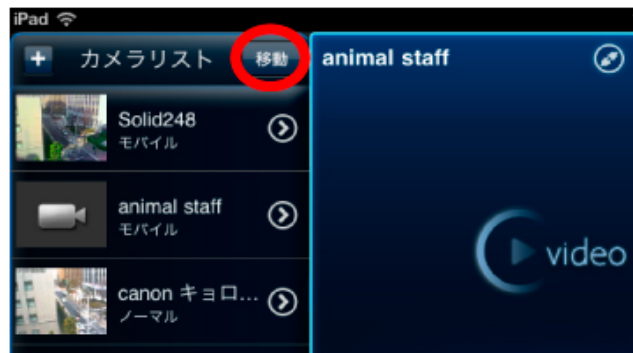 iPad
カメラリスト 移動
animal staff
Solid248
モバイル
animal staff
モバイル
canon キョロ...
ノーマル
video